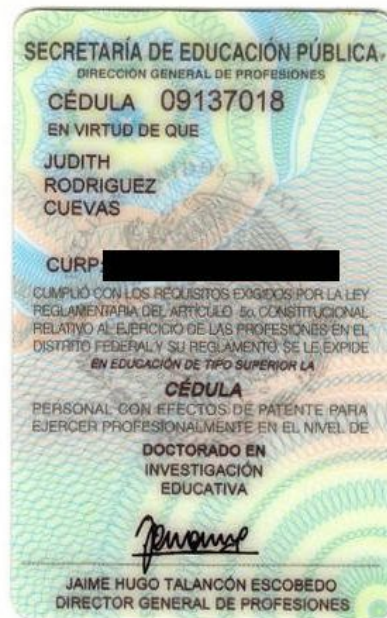 SECRETARÍA DE EDUCACIÓN PÚBLICA
DIRECCIÓN GENERAL DE PROFESIONES
CÉDULA 09137018
EN VIRTUD DE QUE
JUDITH
RODRIGUEZ
CUEVAS
CURP:
CUMPLIÓ CON LOS REQUISITOS EXIGIDOS POR LA LEY
REGLAMENTARIA DEL ARTÍCULO 5o. CONSTITUCIONAL
RELATIVO AL EJERCICIO DE LAS PROFESIONES EN EL
DISTRITO FEDERAL Y SU REGLAMENTO, SE LE EXPIDE
EN EDUCACIÓN DE TIPO SUPERIOR LA
CÉDULA
PERSONAL CON EFECTOS DE PATENTE PARA
EJERCER PROFESIONALMENTE EN EL NIVEL DE
DOCTORADO EN
INVESTIGACIÓN
EDUCATIVA
JAIME HUGO TALANCÓN ESCOBEDO
DIRECTOR GENERAL DE PROFESIONES